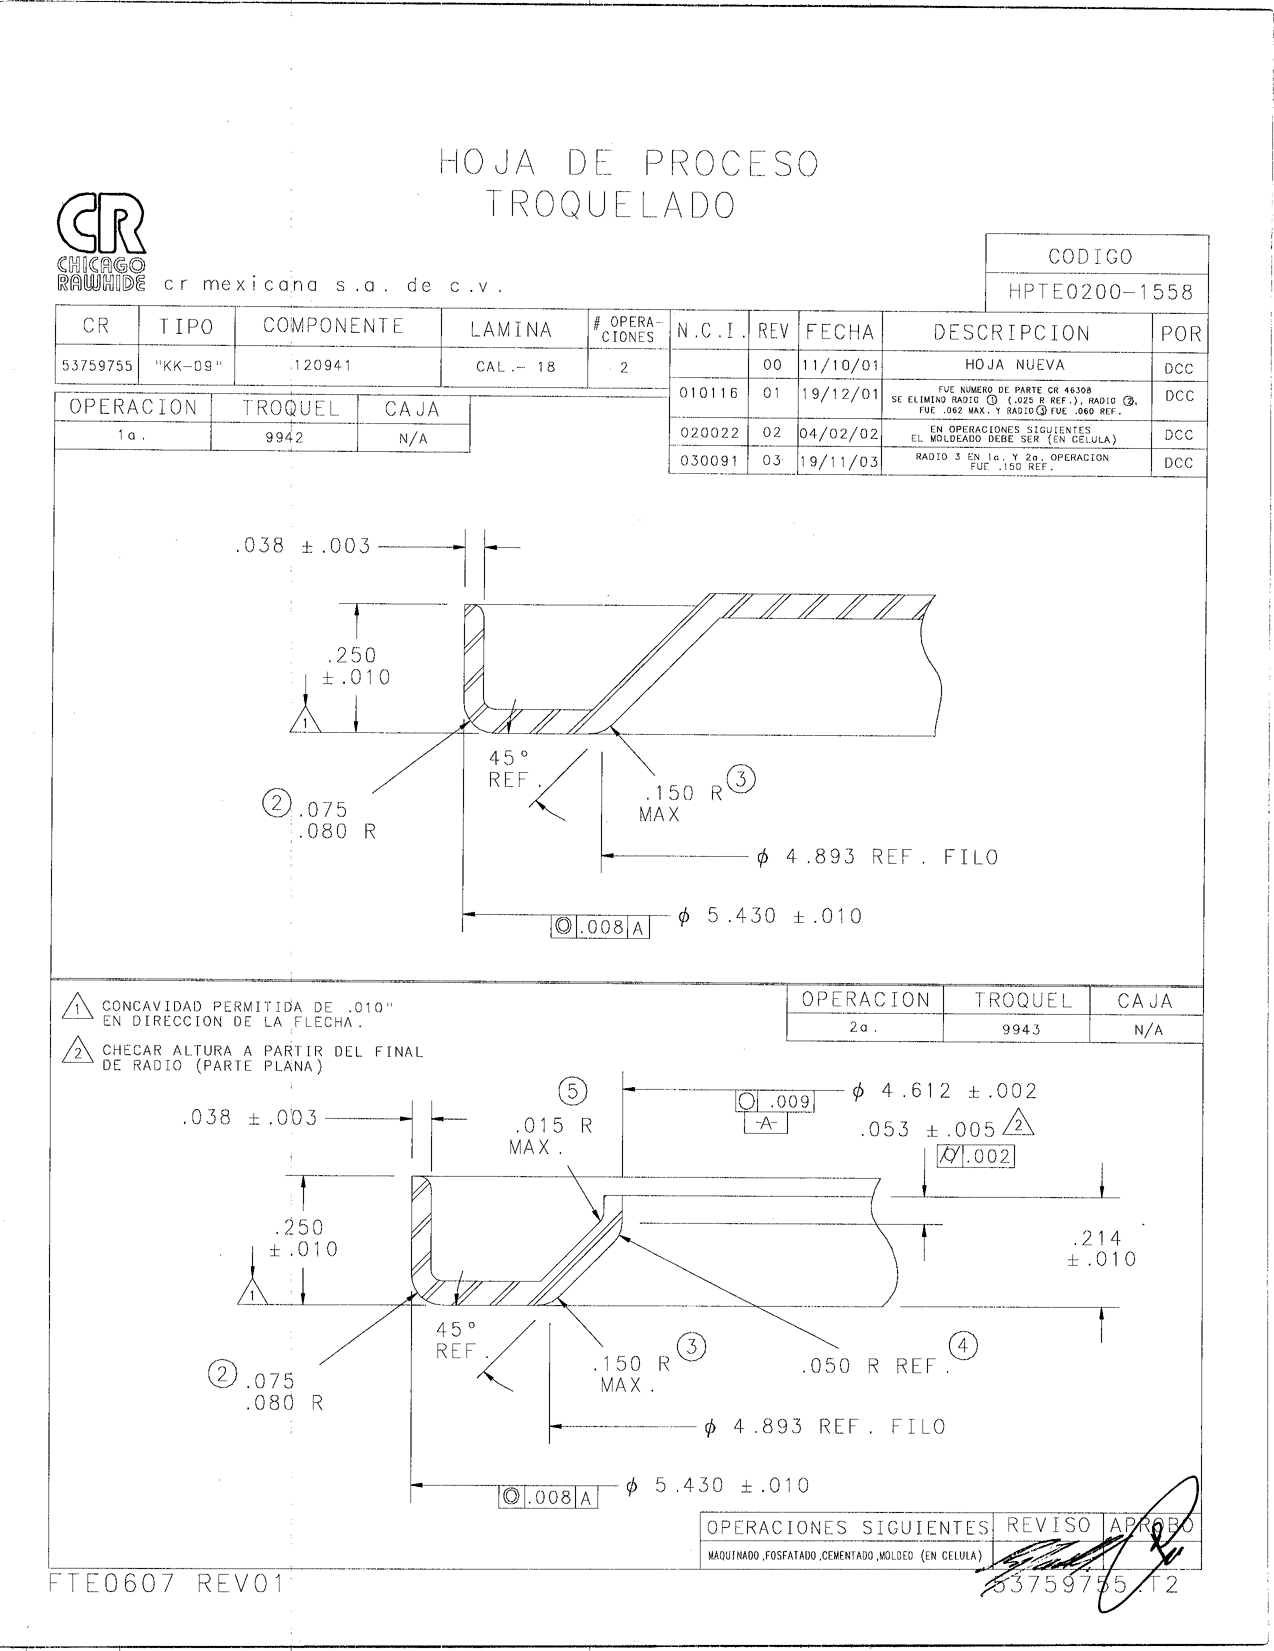 HOJA DE PROCESO
TROQUELADO
CR
CHICAGO
RAWHIDE
cr mexicana s.a. de c.v.
CODIGO
HPTE0200-1558
CR TIPO COMPONENTE LAMINA # OPERA-
CIONES
53759755 "KK-09" 120941 CAL.- 18 2
OPERACION TROQUEL CAJA
1a. 9942 N/A
N.C.I. REV FECHA DESCRIPCION POR
00 11/10/01 HOJA NUEVA DCC
010116 01 19/12/01 FUE NUMERO DE PARTE CR 46308
SE ELIMINO RADIO ① (.025 R REF.), RADIO ②,
FUE .062 MAX. Y RADIO ③ FUE .060 REF. DCC
020022 02 04/02/02 EN OPERACIONES SIGUIENTES
EL MOLDEADO DEBE SER (EN CELULA) DCC
030091 03 19/11/03 RADIO 3 EN 1a. Y 2a. OPERACION
FUE .150 REF. DCC
.038 ±.003
.250
±.010
1
45°
REF.
② .075
.080 R
.150 R ③
MAX
ϕ 4.893 REF. FILO
ϕ 5.430 ±.010
◎ .008 A
1 CONCAVIDAD PERMITIDA DE .010"
EN DIRECCION DE LA FLECHA.
2 CHECAR ALTURA A PARTIR DEL FINAL
DE RADIO (PARTE PLANA)
OPERACION TROQUEL CAJA
2a. 9943 N/A
⑤
.015 R
MAX.
.038 ±.003
ϕ 4.612 ±.002
○ .009
-A-
.053 ±.005 2
⌭ .002
.250
±.010
.214
±.010
1
45°
REF.
② .075
.080 R
.150 R ③
MAX.
.050 R REF. ④
ϕ 4.893 REF. FILO
ϕ 5.430 ±.010
◎ .008 A
OPERACIONES SIGUIENTES REVISO APROBO
MAQUINADO,FOSFATADO,CEMENTADO,MOLDEO (EN CELULA)
FTE0607 REV01
53759755.T2